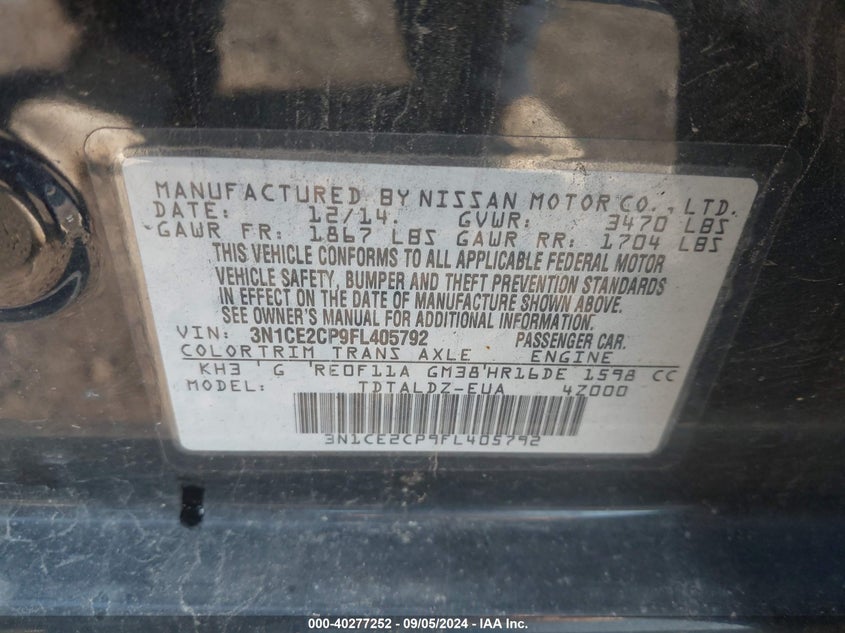 MANUFACTURED BY NISSAN MOTOR CO., LTD.
DATE: 12/14. GVWR: 3470 LBS
GAWR FR: 1867 LBS GAWR RR: 1704 LBS
THIS VEHICLE CONFORMS TO ALL APPLICABLE FEDERAL MOTOR
VEHICLE SAFETY, BUMPER AND THEFT PREVENTION STANDARDS
IN EFFECT ON THE DATE OF MANUFACTURE SHOWN ABOVE.
SEE OWNER'S MANUAL FOR ADDITIONAL INFORMATION.
VIN: 3N1CE2CP9FL405792 PASSENGER CAR.
COLOR TRIM TRANS AXLE ENGINE
KH3 G RE0F11A GM38 HR16DE 1598 CC
MODEL: TDTALDZ-EUA 4Z000
3N1CE2CP9FL405792
000-40277252 - 09/05/2024 - © IAA Inc.